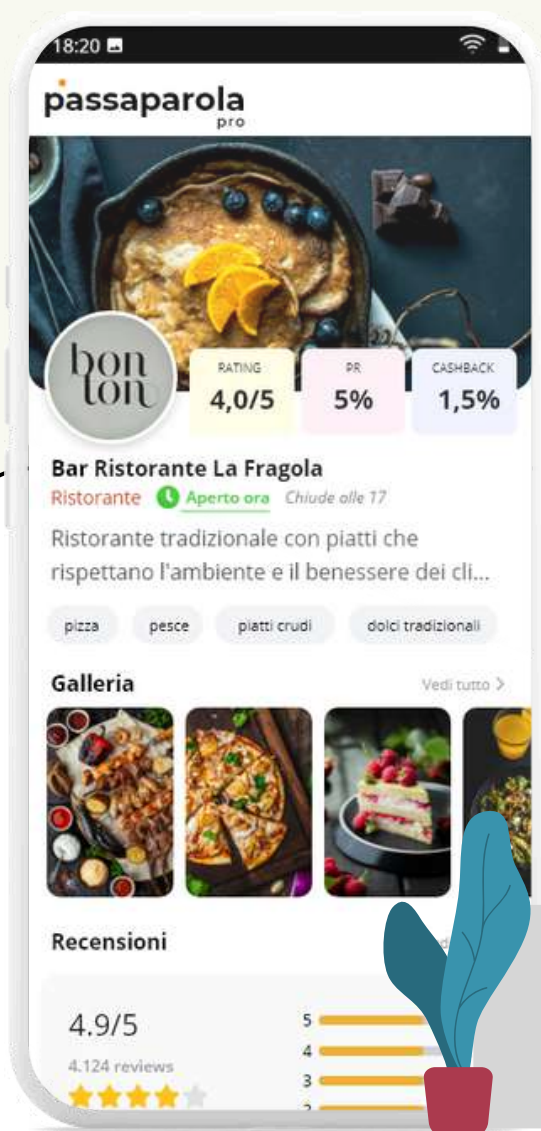 18:20
passaparola
pro
bon
ton
RATING
4,0/5
PR
5%
CASHBACK
1,5%
Bar Ristorante La Fragola
Ristorante Aperto ora Chiude alle 17
Ristorante tradizionale con piatti che
rispettano l'ambiente e il benessere dei cli...
pizza pesce piatti crudi dolci tradizionali
Galleria Vedi tutto >
Recensioni
4.9/5
4.124 reviews
5
4
3